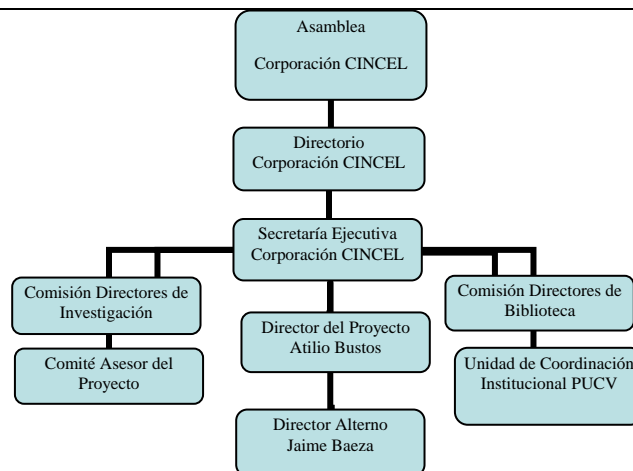 Asamblea
Corporación CINCEL
Directorio
Corporación CINCEL
Secretaría Ejecutiva
Corporación CINCEL
Comisión Directores de
Investigación
Comisión Directores de
Biblioteca
Director del Proyecto
Atilio Bustos
Comité Asesor del
Proyecto
Unidad de Coordinación
Institucional PUCV
Director Alterno
Jaime Baeza